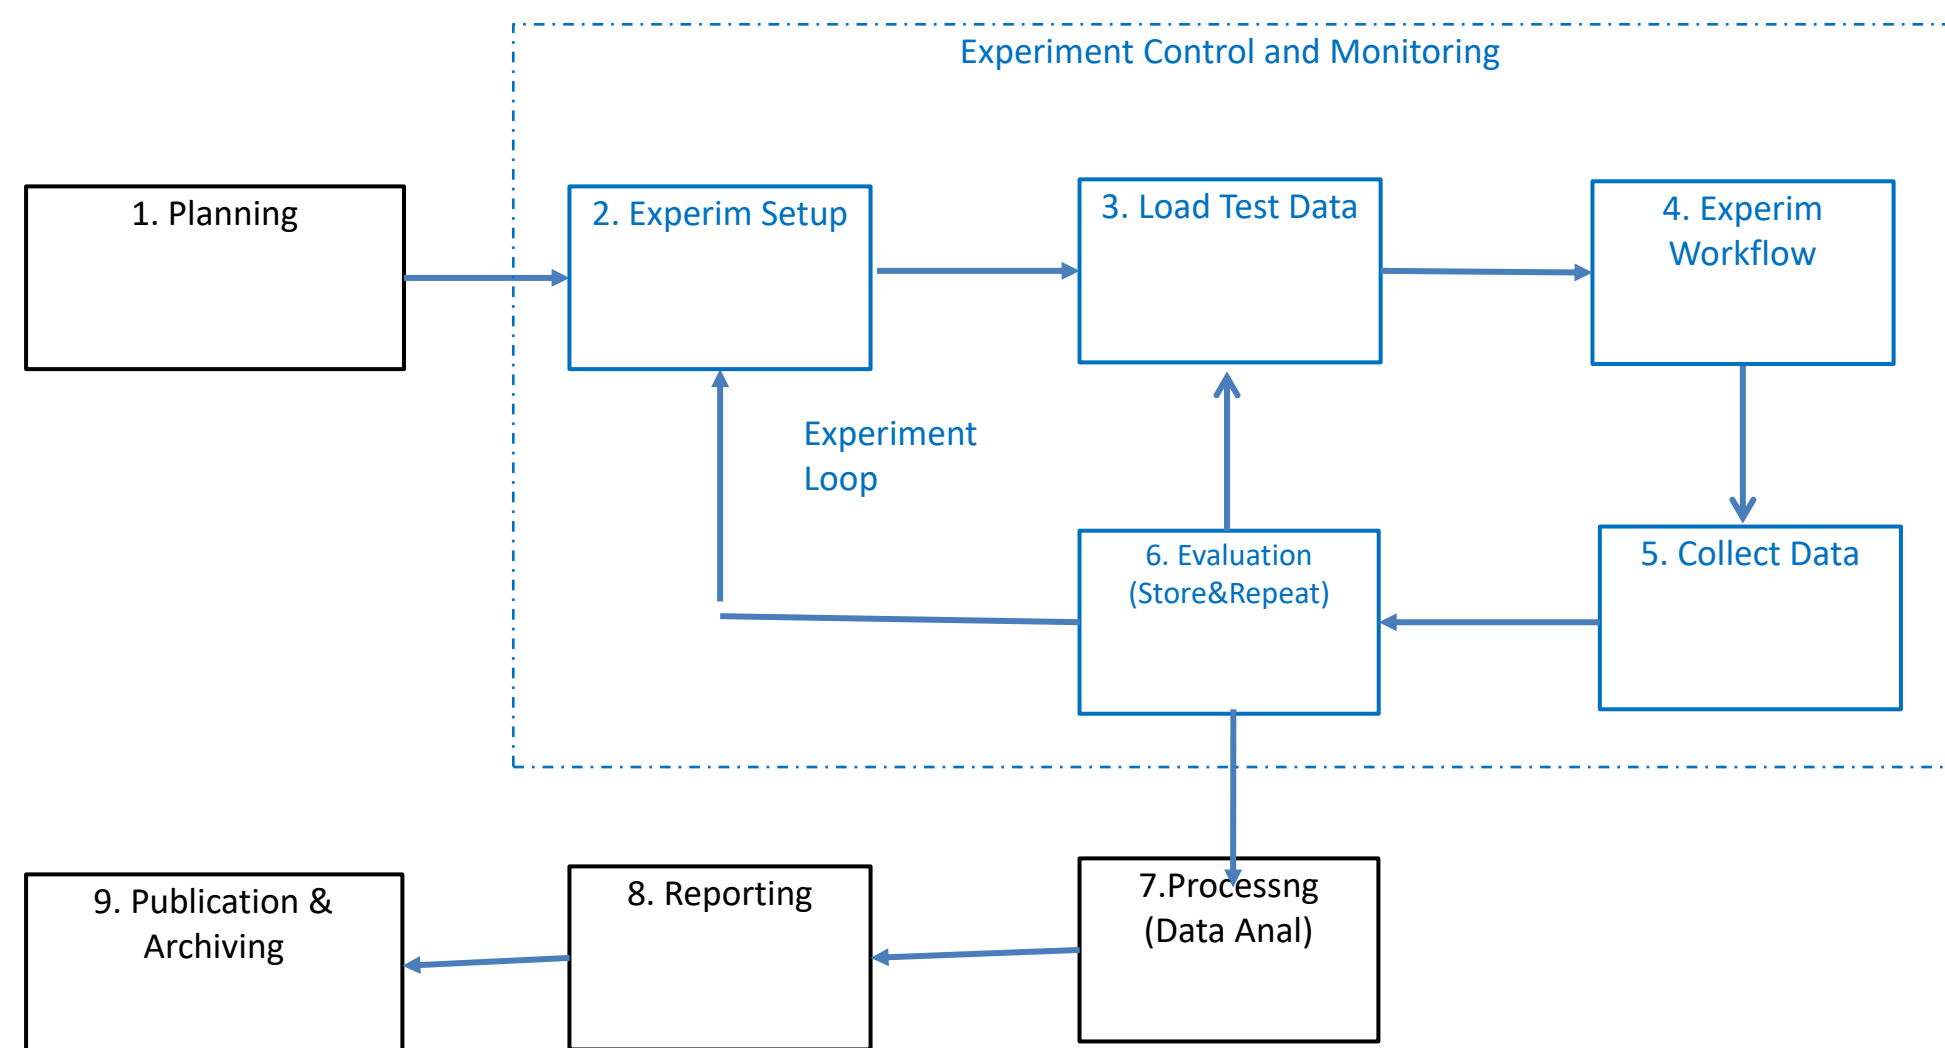 Experiment Control and Monitoring
1. Planning
2. Experim Setup
3. Load Test Data
4. Experim
Workflow
Experiment
Loop
6. Evaluation
(Store&Repeat)
5. Collect Data
9. Publication &
Archiving
8. Reporting
7.Processng
(Data Anal)